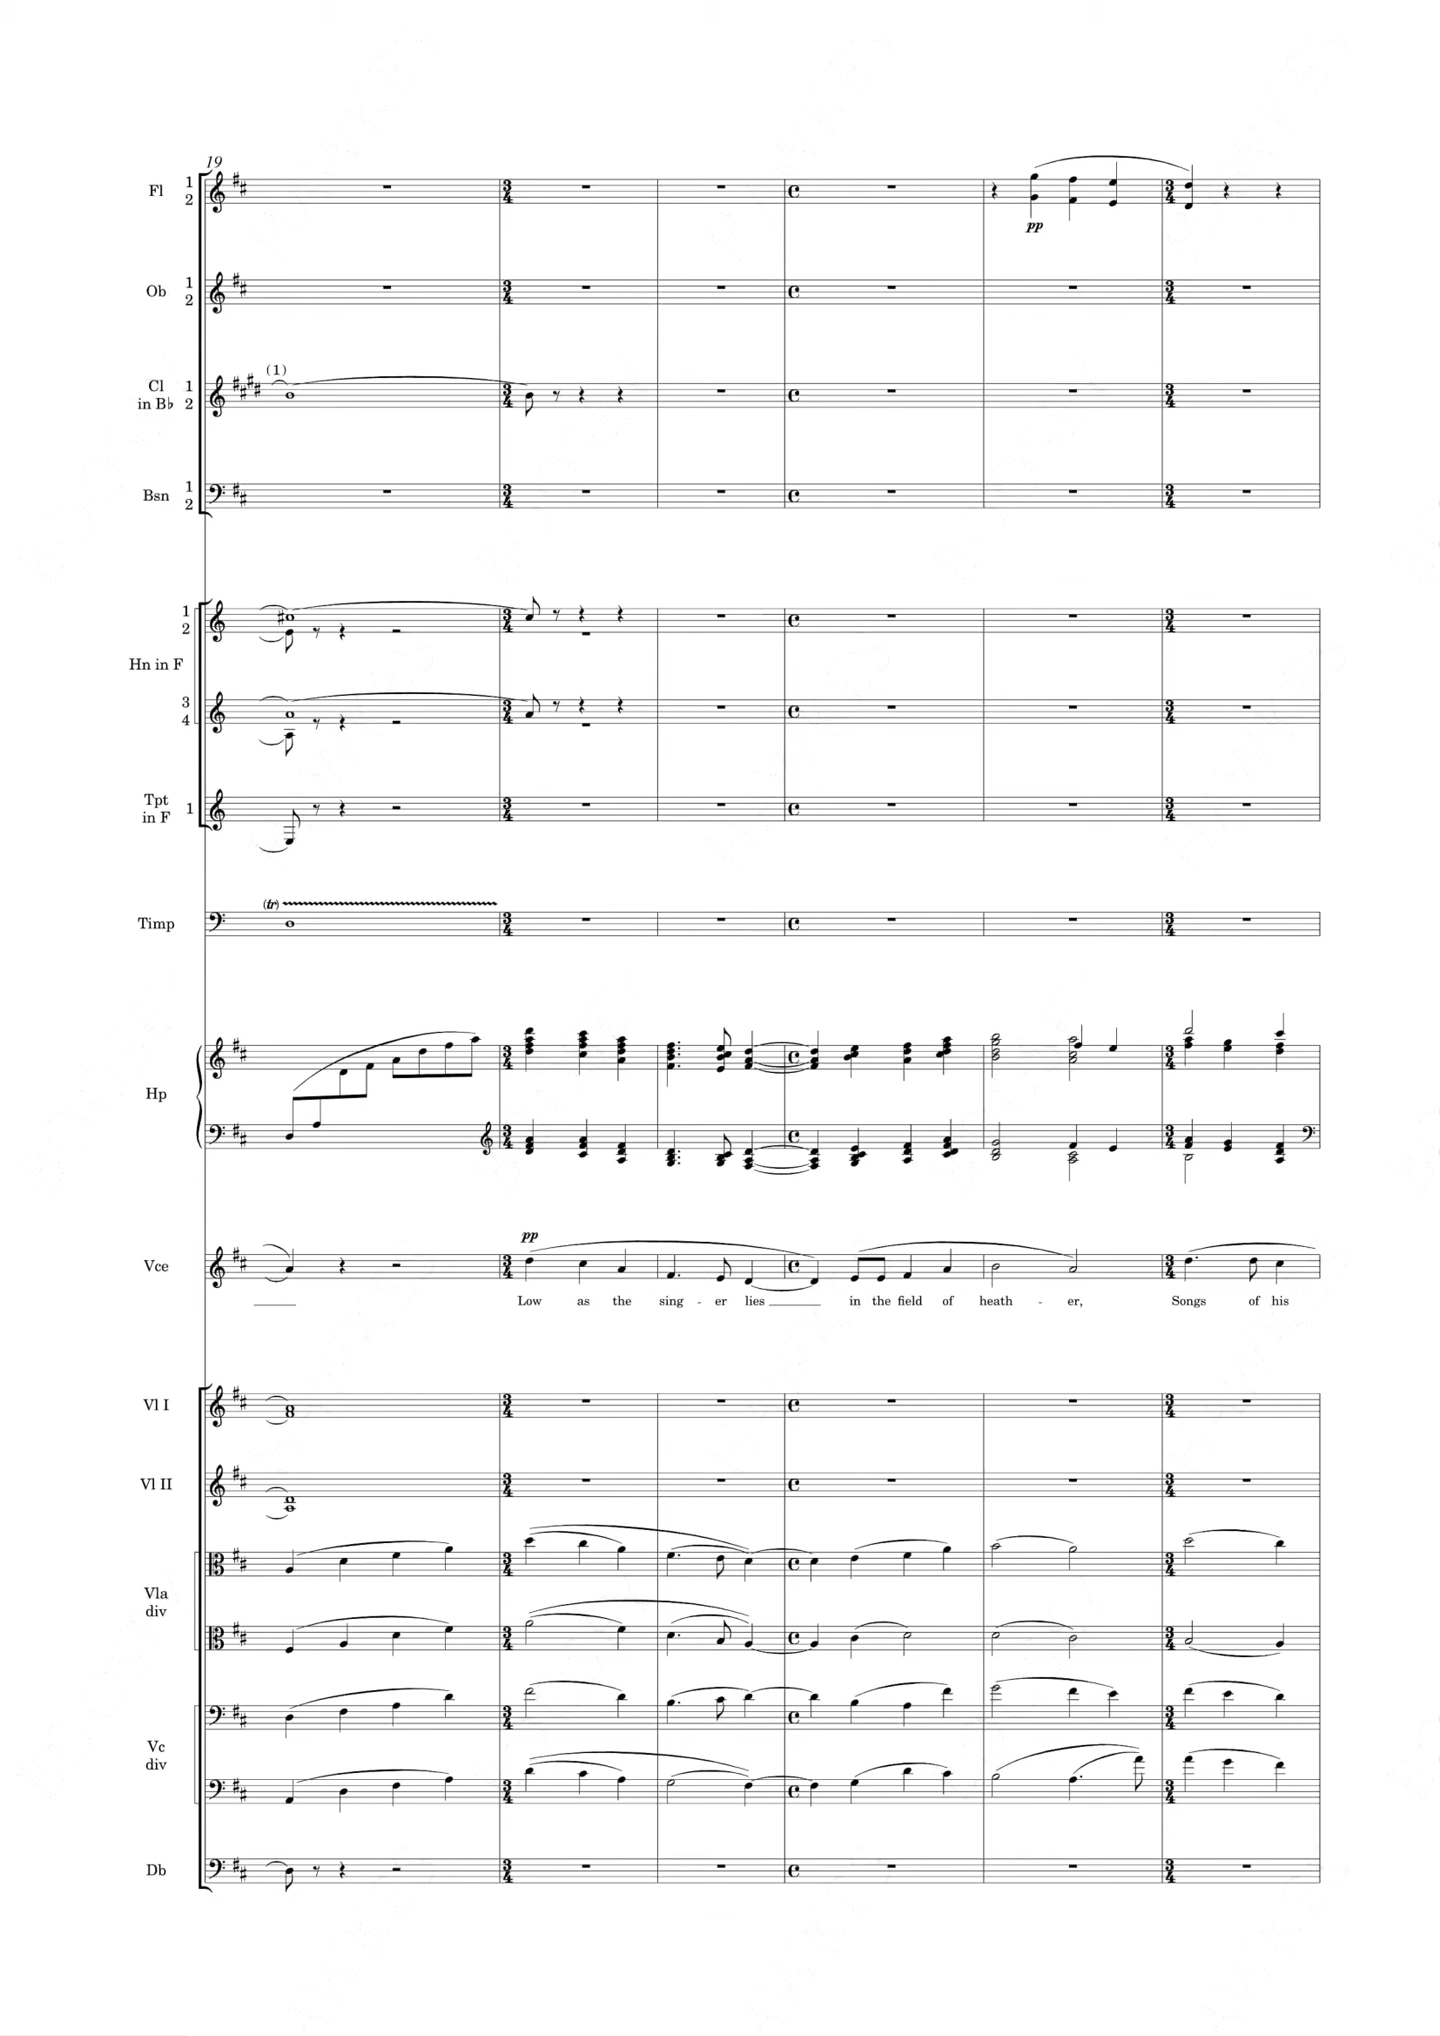 19
Fl 1 2
pp
Ob 1 2
(1)
Cl in B♭ 1 2
Bsn 1 2
1 2
Hn in F
3 4
Tpt in F 1
(tr)
Timp
Hp
pp
Vce
Low as the sing - er lies in the field of heath - er, Songs of his
Vl I
Vl II
Vla
div
Vc
div
Db